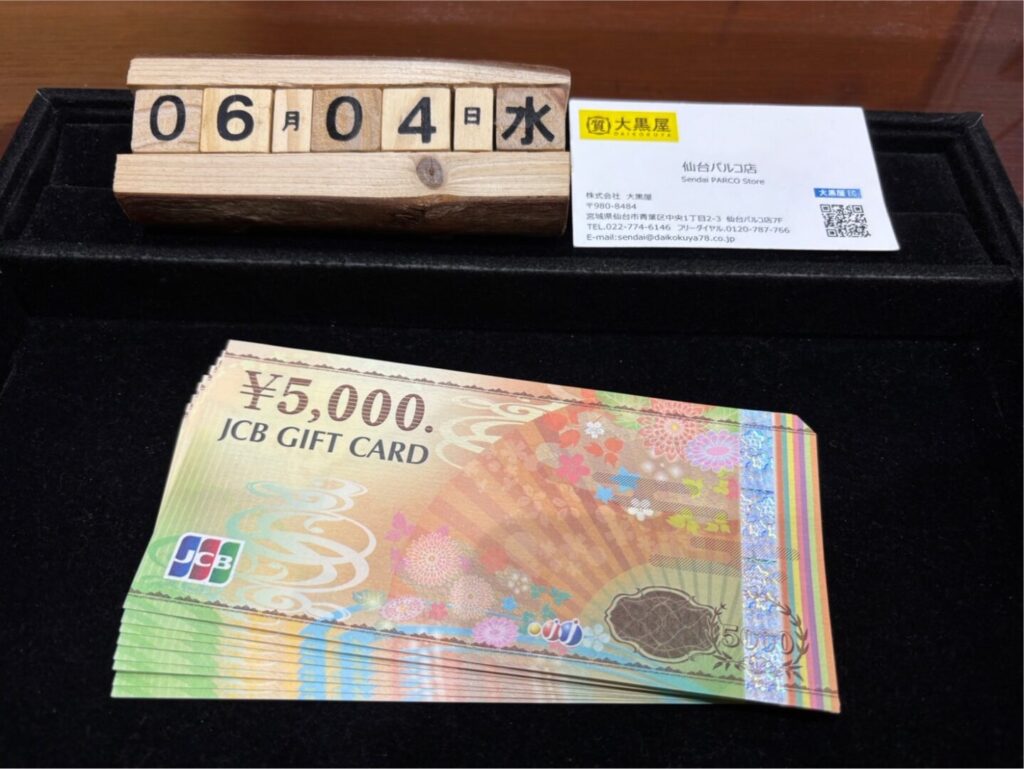 06月04日水
質 大黒屋
DAIKOKUYA
仙台パルコ店
Sendai PARCO Store
株式会社 大黒屋
〒980-8484
宮城県仙台市青葉区中央1丁目2-3 仙台パルコ店7F
TEL.022-774-6146 フリーダイヤル.0120-787-766
E-mail:sendai@daikokuya78.co.jp
大黒屋 EC
¥5,000.
JCB GIFT CARD
JCB
5,000